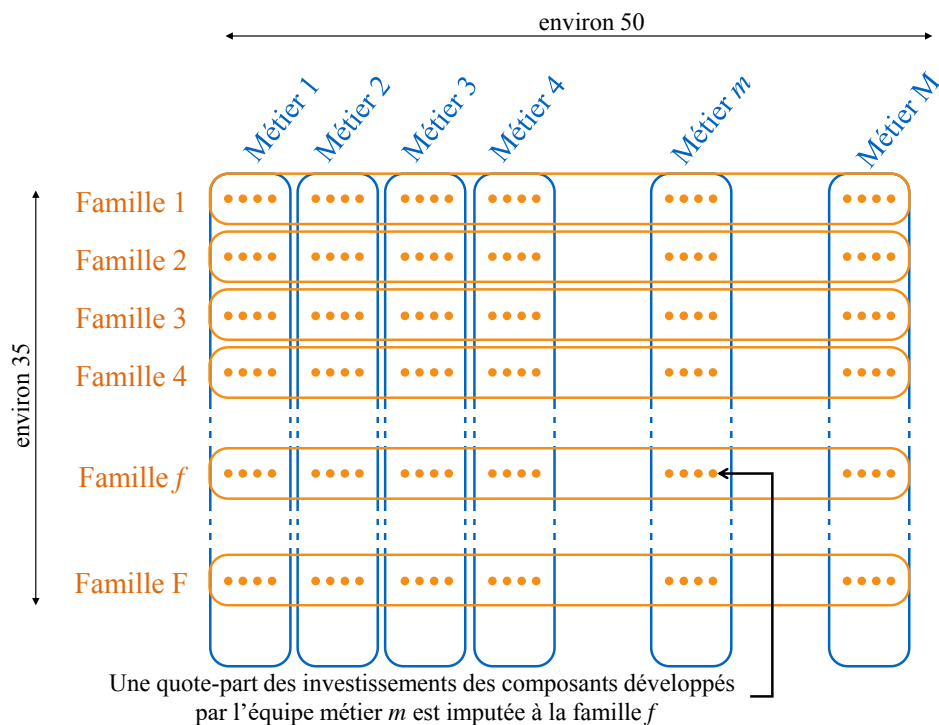 environ 50
Métier 1
Métier 2
Métier 3
Métier 4
Métier m
Métier M
environ 35
Famille 1
Famille 2
Famille 3
Famille 4
Famille f
Famille F
Une quote-part des investissements des composants développés
par l’équipe métier m est imputée à la famille f